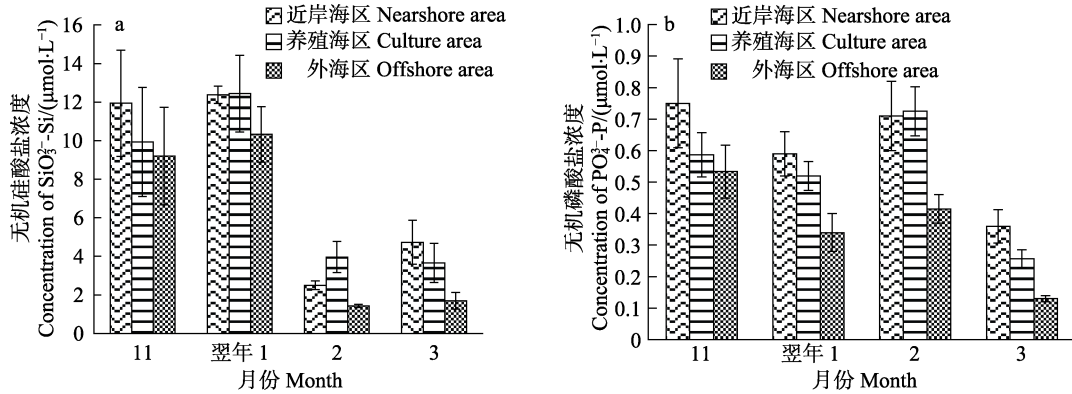 a
近岸海区 Nearshore area
养殖海区 Culture area
外海区 Offshore area
无机硅酸盐浓度
Concentration of SiO₃²⁻-Si/(μmol·L⁻¹)
16
14
12
10
8
6
4
2
0
11 翌年 1 2 3
月份 Month
b
近岸海区 Nearshore area
养殖海区 Culture area
外海区 Offshore area
无机磷酸盐浓度
Concentration of PO₄³⁻-P/(μmol·L⁻¹)
1.0
0.9
0.8
0.7
0.6
0.5
0.4
0.3
0.2
0.1
0
11 翌年 1 2 3
月份 Month